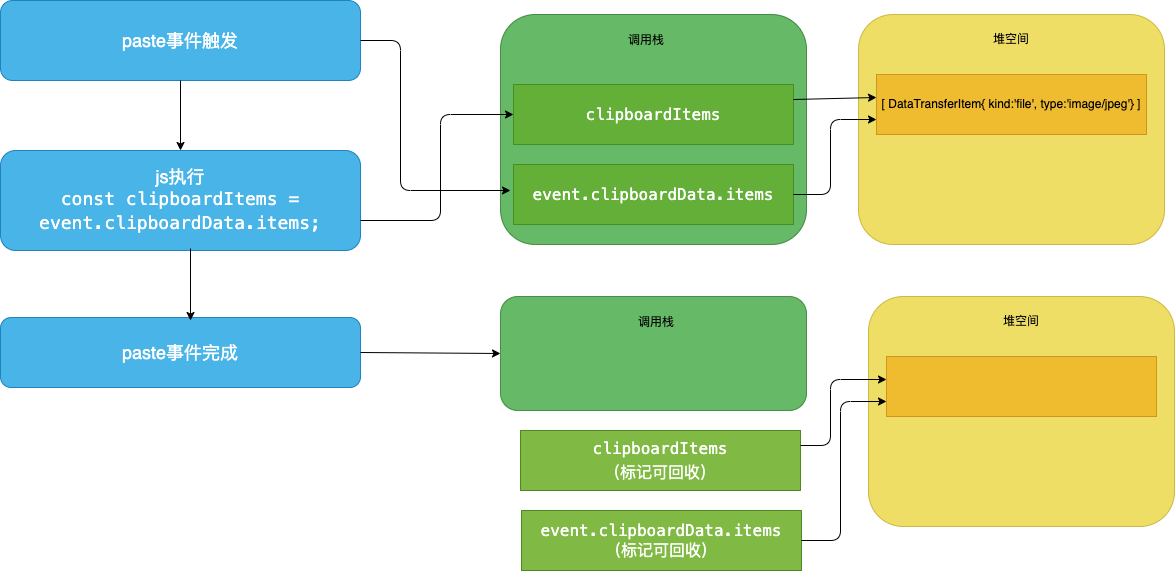 paste事件触发
js执行
const clipboardItems =
event.clipboardData.items;
paste事件完成
调用栈
clipboardItems
event.clipboardData.items
堆空间
[ DataTransferItem{ kind:'file', type:'image/jpeg'} ]
调用栈
clipboardItems
(标记可回收)
event.clipboardData.items
(标记可回收)
堆空间